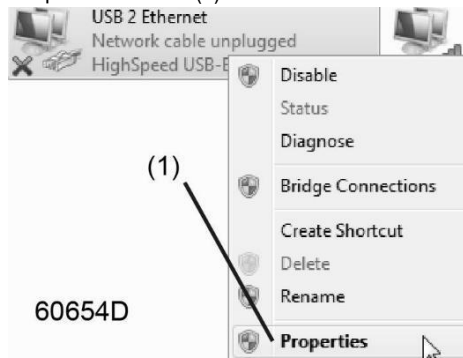 USB 2 Ethernet
Network cable unplugged
HighSpeed USB-E
Disable
Status
Diagnose
(1)
Bridge Connections
Create Shortcut
Delete
Rename
60654D
Properties